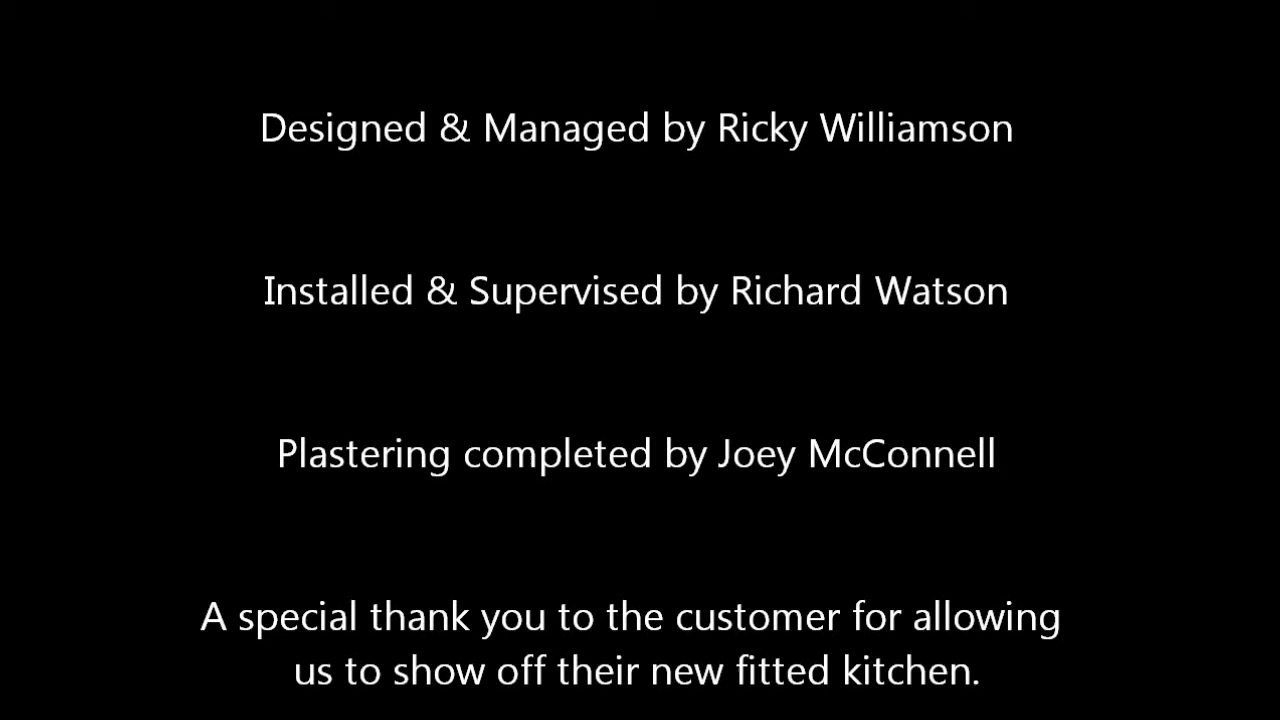 Designed & Managed by Ricky Williamson
Installed & Supervised by Richard Watson
Plastering completed by Joey McConnell
A special thank you to the customer for allowing
us to show off their new fitted kitchen.